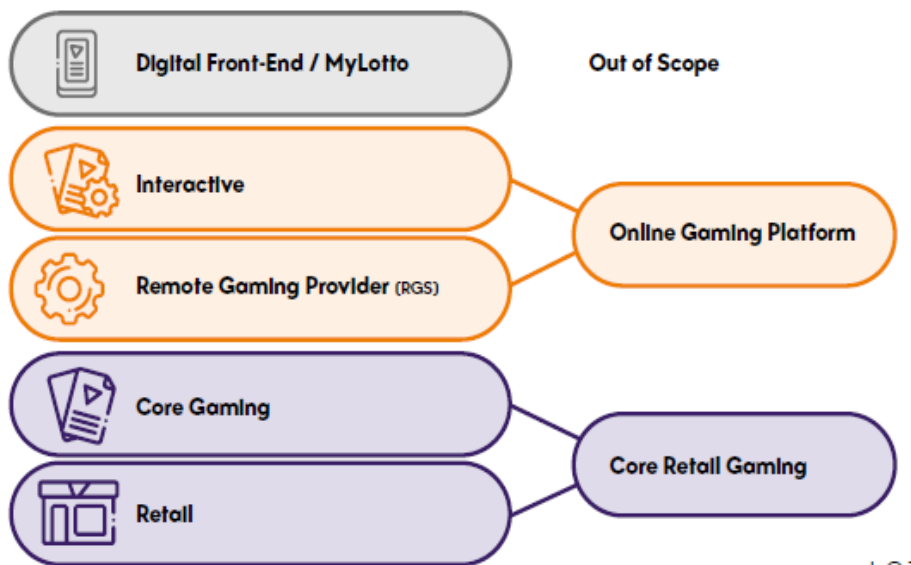 Digital Front-End / MyLotto
Out of Scope
Interactive
Online Gaming Platform
Remote Gaming Provider (RGS)
Core Gaming
Core Retail Gaming
Retail